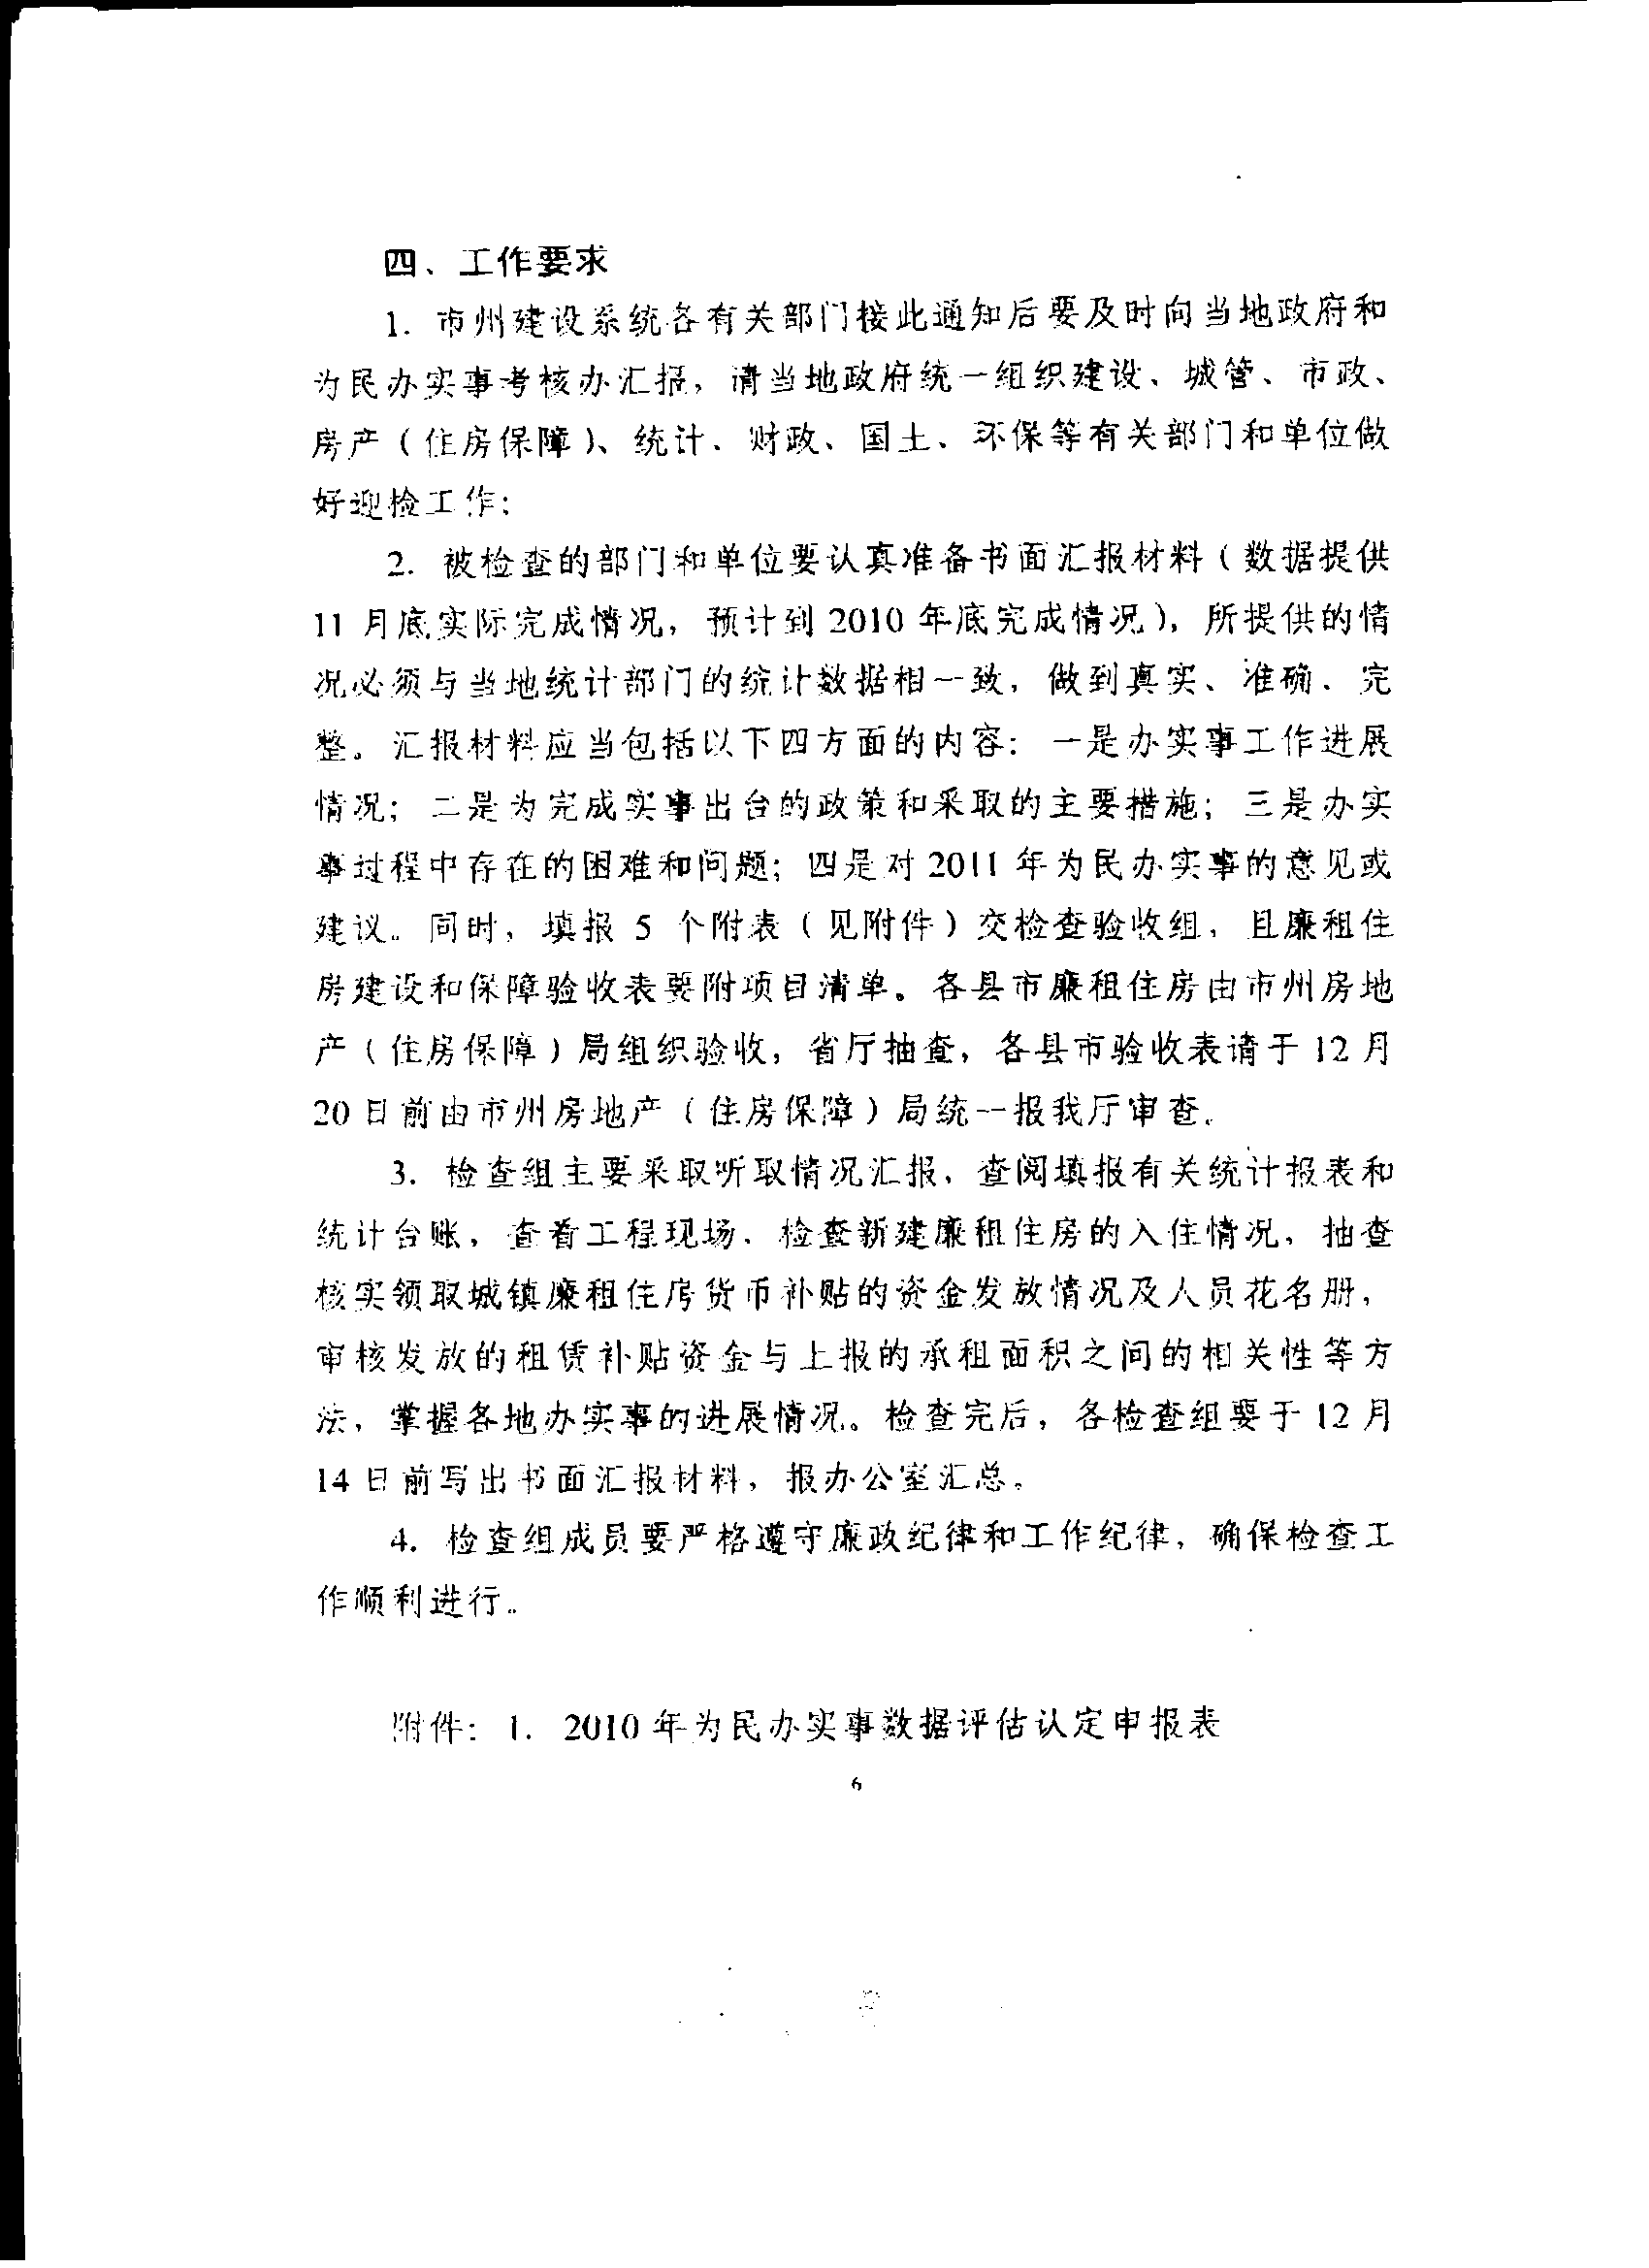 四、工作要求
1. 市州建设系统各有关部门接此通知后要及时向当地政府和
为民办实事考核办汇报，请当地政府统一组织建设、城管、市政、
房产（住房保障）、统计、财政、国土、环保等有关部门和单位做
好迎检工作；
2. 被检查的部门和单位要认真准备书面汇报材料（数据提供
11 月底实际完成情况，预计到 2010 年底完成情况），所提供的情
况必须与当地统计部门的统计数据相一致，做到真实、准确、完
整。汇报材料应当包括以下四方面的内容：一是办实事工作进展
情况；二是为完成实事出台的政策和采取的主要措施；三是办实
事过程中存在的困难和问题；四是对 2011 年为民办实事的意见或
建议。同时，填报 5 个附表（见附件）交检查验收组，且廉租住
房建设和保障验收表要附项目清单。各县市廉租住房由市州房地
产（住房保障）局组织验收，省厅抽查，各县市验收表请于 12 月
20 日前由市州房地产（住房保障）局统一报我厅审查。
3. 检查组主要采取听取情况汇报，查阅填报有关统计报表和
统计台账，查看工程现场、检查新建廉租住房的入住情况，抽查
核实领取城镇廉租住房货币补贴的资金发放情况及人员花名册，
审核发放的租赁补贴资金与上报的承租面积之间的相关性等方
法，掌握各地办实事的进展情况。检查完后，各检查组要于 12 月
14 日前写出书面汇报材料，报办公室汇总。
4. 检查组成员要严格遵守廉政纪律和工作纪律，确保检查工
作顺利进行。
附件：1. 2010 年为民办实事数据评估认定申报表
6